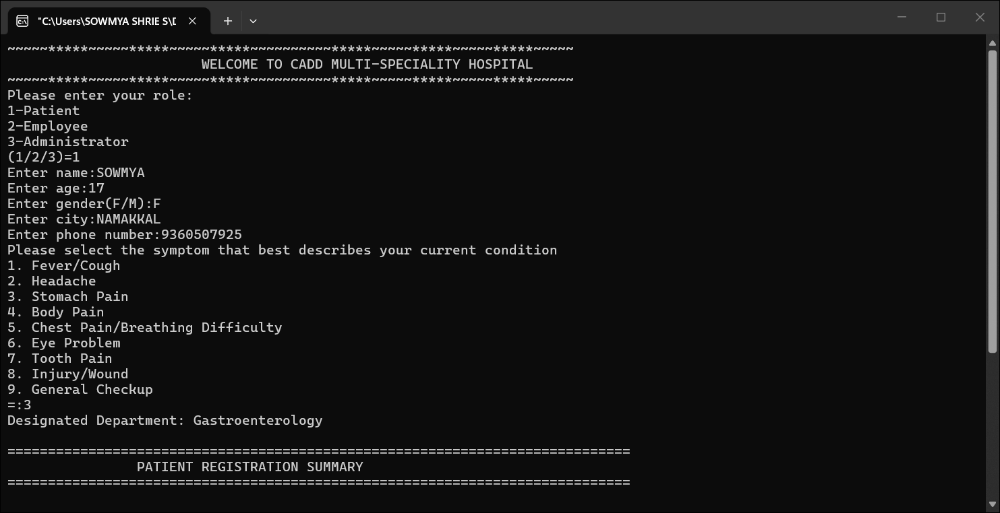 "C:\Users\SOWMYA SHRIE S\D
~~~~~*****~~~~~*****~~~~~*****~~~~~~~~~~*****~~~~~*****~~~~~*****~~~~~
WELCOME TO CADD MULTI-SPECIALITY HOSPITAL
~~~~~*****~~~~~*****~~~~~*****~~~~~~~~~~*****~~~~~*****~~~~~*****~~~~~
Please enter your role:
1-Patient
2-Employee
3-Administrator
(1/2/3)=1
Enter name:SOWMYA
Enter age:17
Enter gender(F/M):F
Enter city:NAMAKKAL
Enter phone number:9360507925
Please select the symptom that best describes your current condition
1. Fever/Cough
2. Headache
3. Stomach Pain
4. Body Pain
5. Chest Pain/Breathing Difficulty
6. Eye Problem
7. Tooth Pain
8. Injury/Wound
9. General Checkup
=:3
Designated Department: Gastroenterology
=============================================================================
PATIENT REGISTRATION SUMMARY
=============================================================================